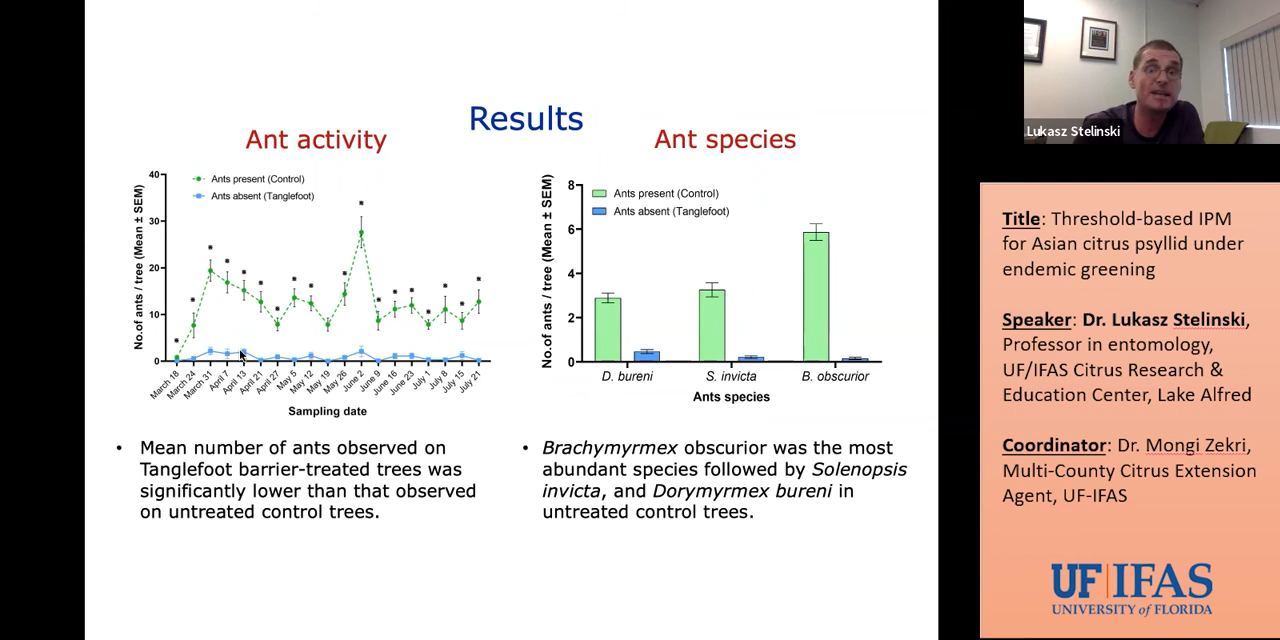 Results
Ant activity
Ants present (Control)
Ants absent (Tanglefoot)
No.of ants / tree (Mean ± SEM)
40
30
20
10
0
March 18
March 24
March 31
April 7
April 13
April 21
April 27
May 5
May 12
May 19
May 26
June 2
June 9
June 16
June 23
July 1
July 8
July 15
July 21
Sampling date
• Mean number of ants observed on
Tanglefoot barrier-treated trees was
significantly lower than that observed
on untreated control trees.
Ant species
Ants present (Control)
Ants absent (Tanglefoot)
No.of ants / tree (Mean ± SEM)
8
6
4
2
0
D. bureni
S. invicta
B. obscurior
Ants species
• Brachymyrmex obscurior was the most
abundant species followed by Solenopsis
invicta, and Dorymyrmex bureni in
untreated control trees.
Lukasz Stelinski
Title: Threshold-based IPM
for Asian citrus psyllid under
endemic greening
Speaker: Dr. Lukasz Stelinski,
Professor in entomology,
UF/IFAS Citrus Research &
Education Center, Lake Alfred
Coordinator: Dr. Mongi Zekri,
Multi-County Citrus Extension
Agent, UF-IFAS
UF|IFAS
UNIVERSITY of FLORIDA